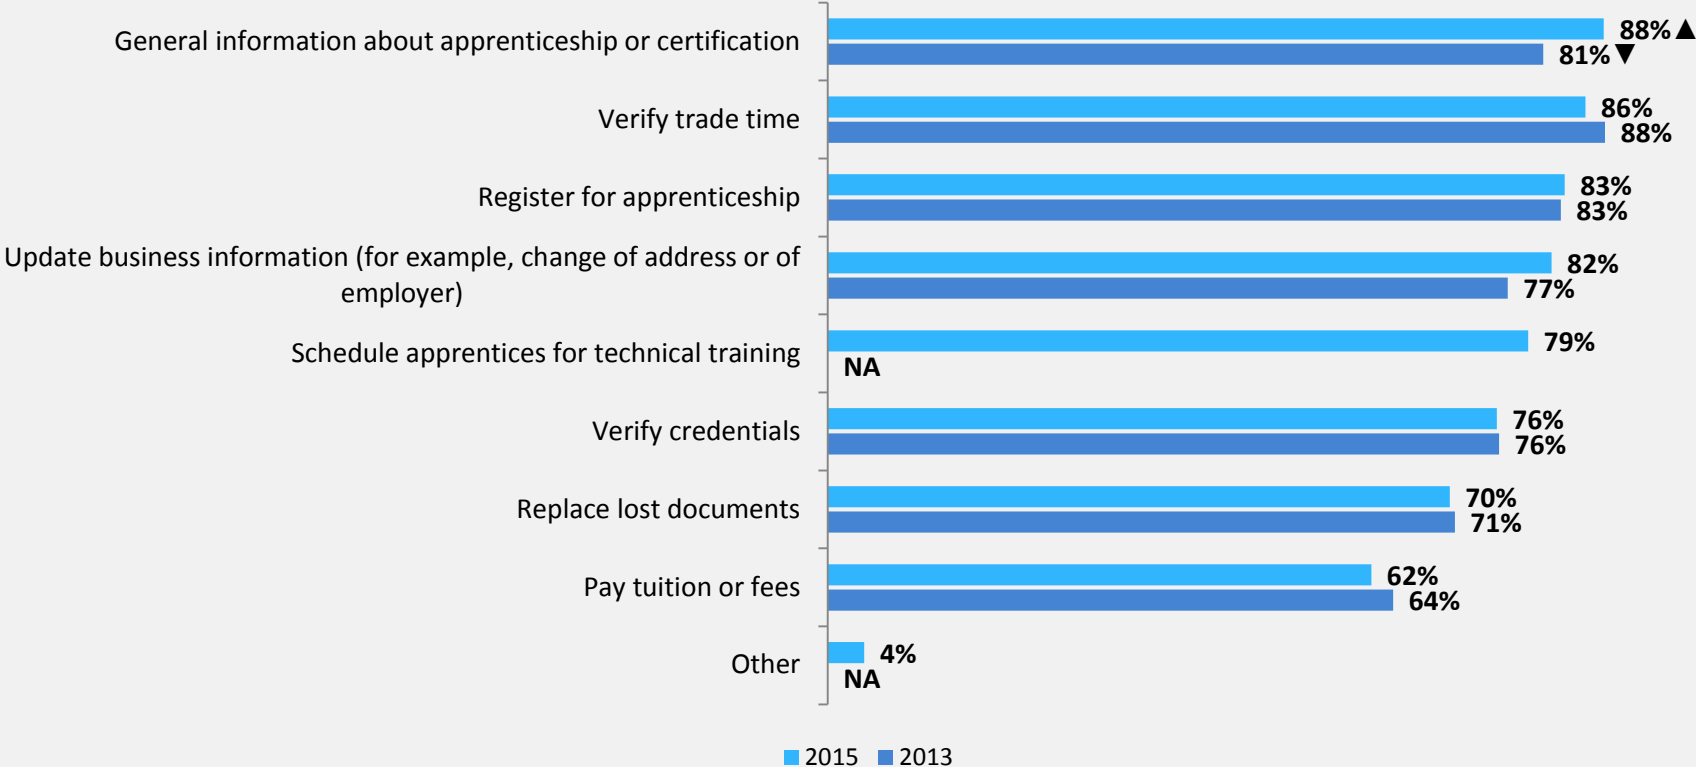 General information about apprenticeship or certification
88%▲
81%▼
Verify trade time
86%
88%
Register for apprenticeship
83%
83%
Update business information (for example, change of address or of
employer)
82%
77%
Schedule apprentices for technical training
79%
NA
Verify credentials
76%
76%
Replace lost documents
70%
71%
Pay tuition or fees
62%
64%
Other
4%
NA
2015 2013